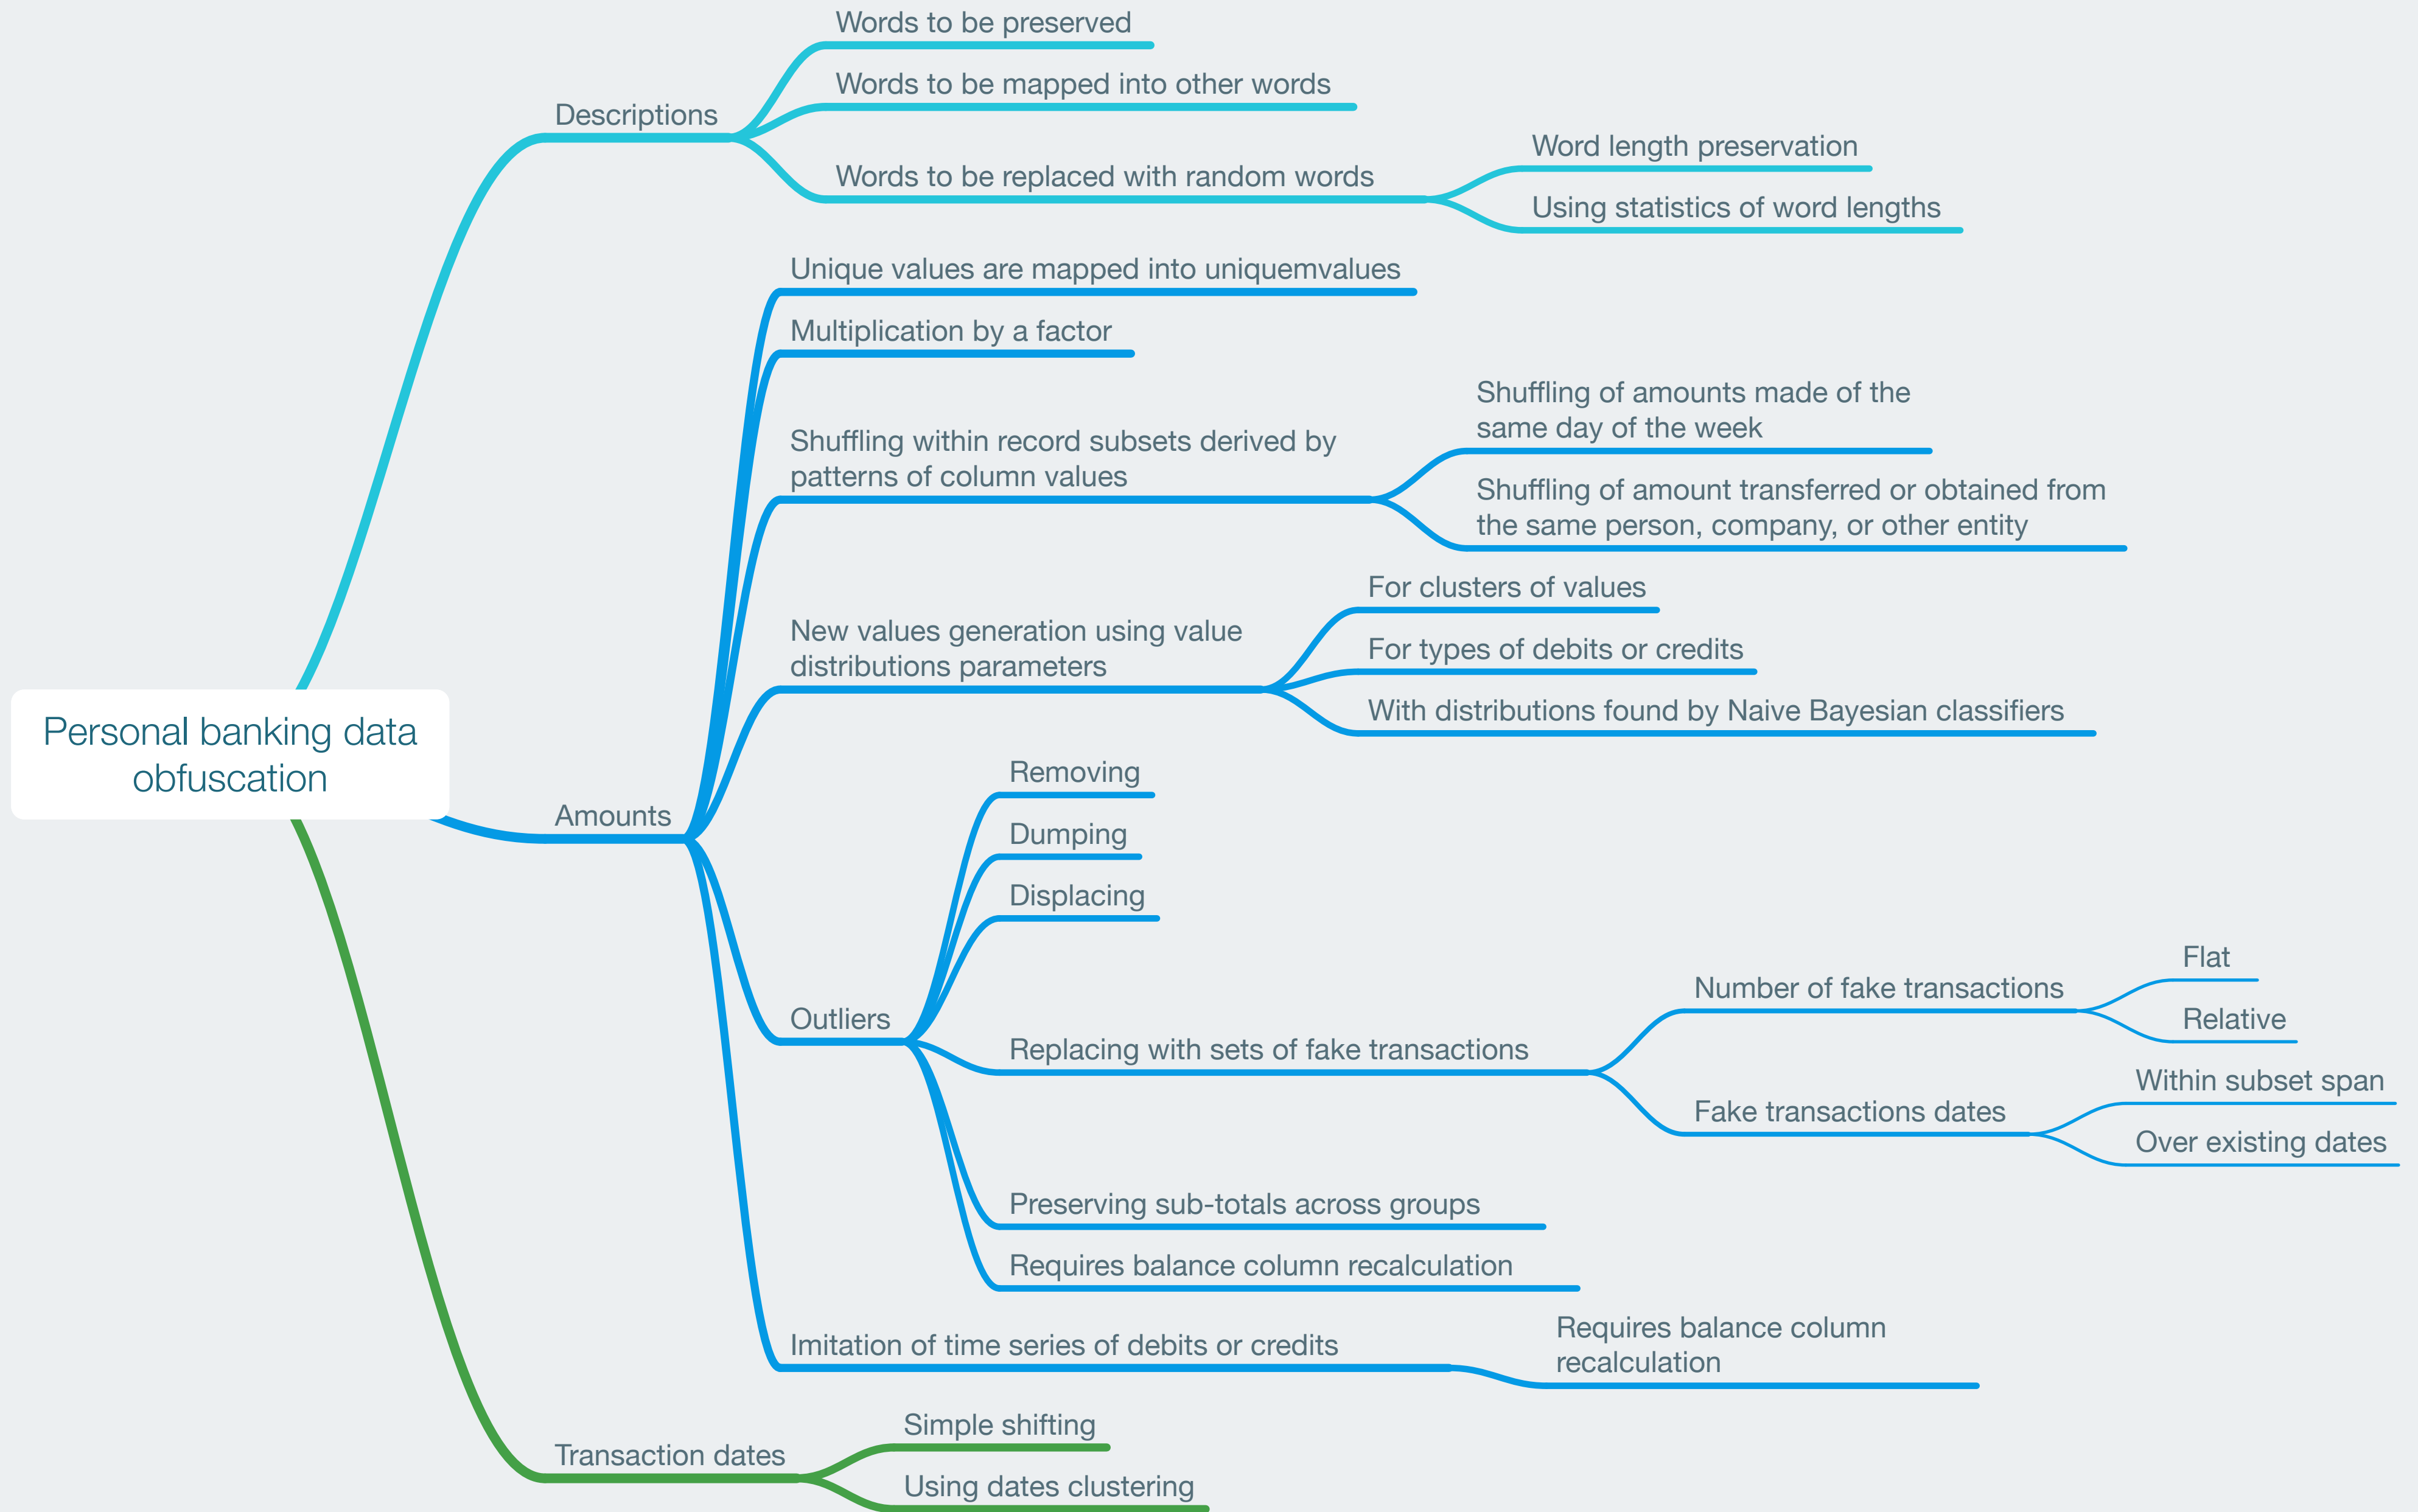 Words to be preserved
Words to be mapped into other words
Descriptions
Word length preservation
Words to be replaced with random words
Using statistics of word lengths
Unique values are mapped into uniquemvalues
Multiplication by a factor
Shuffling of amounts made of the
same day of the week
Shuffling within record subsets derived by
patterns of column values
Shuffling of amount transferred or obtained from
the same person, company, or other entity
For clusters of values
New values generation using value
distributions parameters
For types of debits or credits
With distributions found by Naive Bayesian classifiers
Personal banking data
obfuscation
Amounts
Removing
Dumping
Displacing
Outliers
Flat
Number of fake transactions
Relative
Replacing with sets of fake transactions
Within subset span
Fake transactions dates
Over existing dates
Preserving sub-totals across groups
Requires balance column recalculation
Imitation of time series of debits or credits
Requires balance column
recalculation
Simple shifting
Transaction dates
Using dates clustering